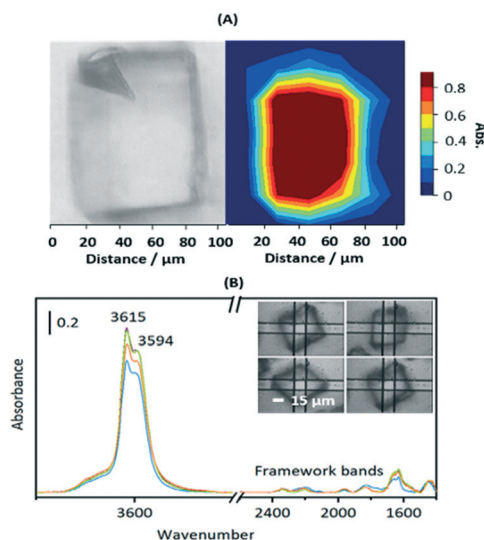 (A)
0.8
0.6
0.4
0.2
0
Abs.
0 20 40 60 80 100
20 40 60 80 100
Distance / µm
Distance / µm
(B)
0.2
3615
3594
15 µm
Absorbance
Framework bands
3600
2400
2000
1600
Wavenumber